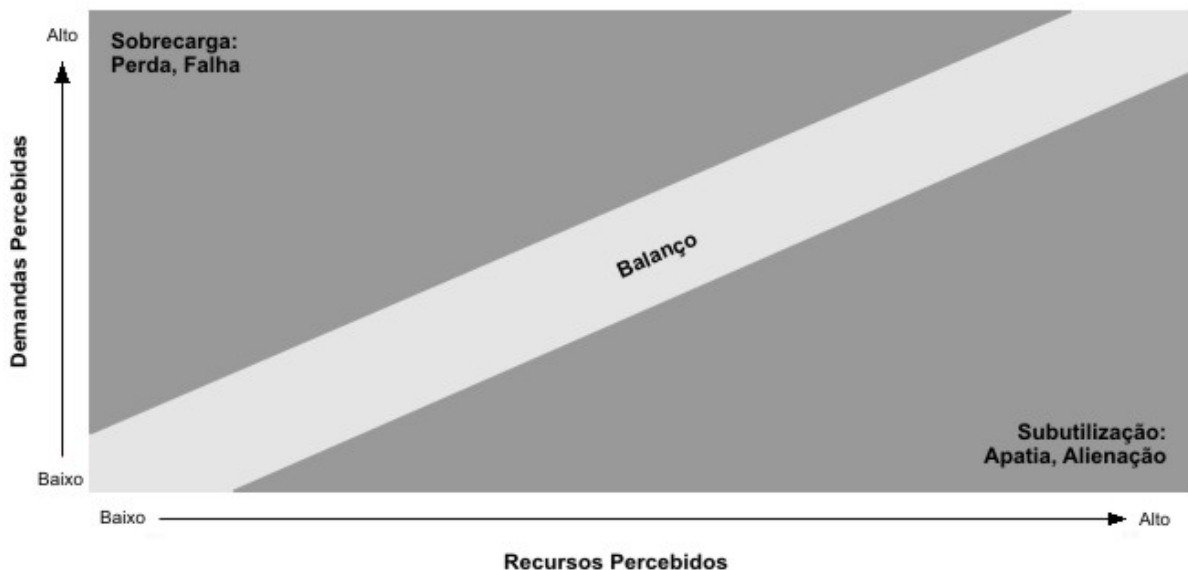 Alto
Sobrecarga:
Perda, Falha
Demandas Percebidas
Balanço
Subutilização:
Apatia, Alienação
Baixo
Baixo
Alto
Recursos Percebidos